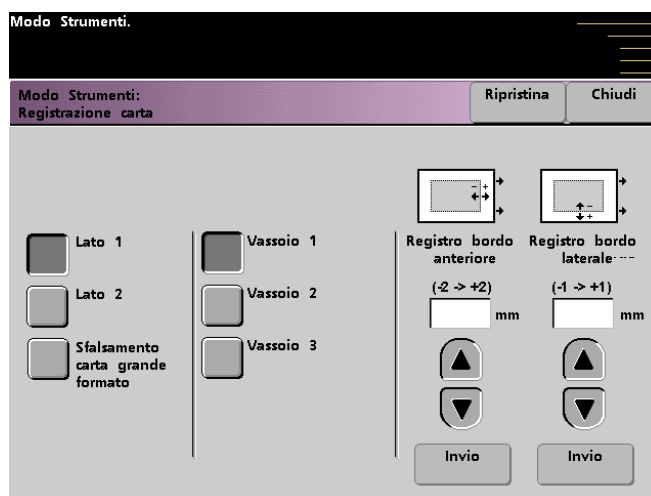 Modo Strumenti.
Modo Strumenti:
Registrazione carta
Ripristina
Chiudi
Lato 1
Lato 2
Sfalsamento
carta grande
formato
Vassoio 1
Vassoio 2
Vassoio 3
- +
Registro bordo
anteriore
(-2 -> +2)
mm
Invio
-
+
Registro bordo
laterale
(-1 -> +1)
mm
Invio